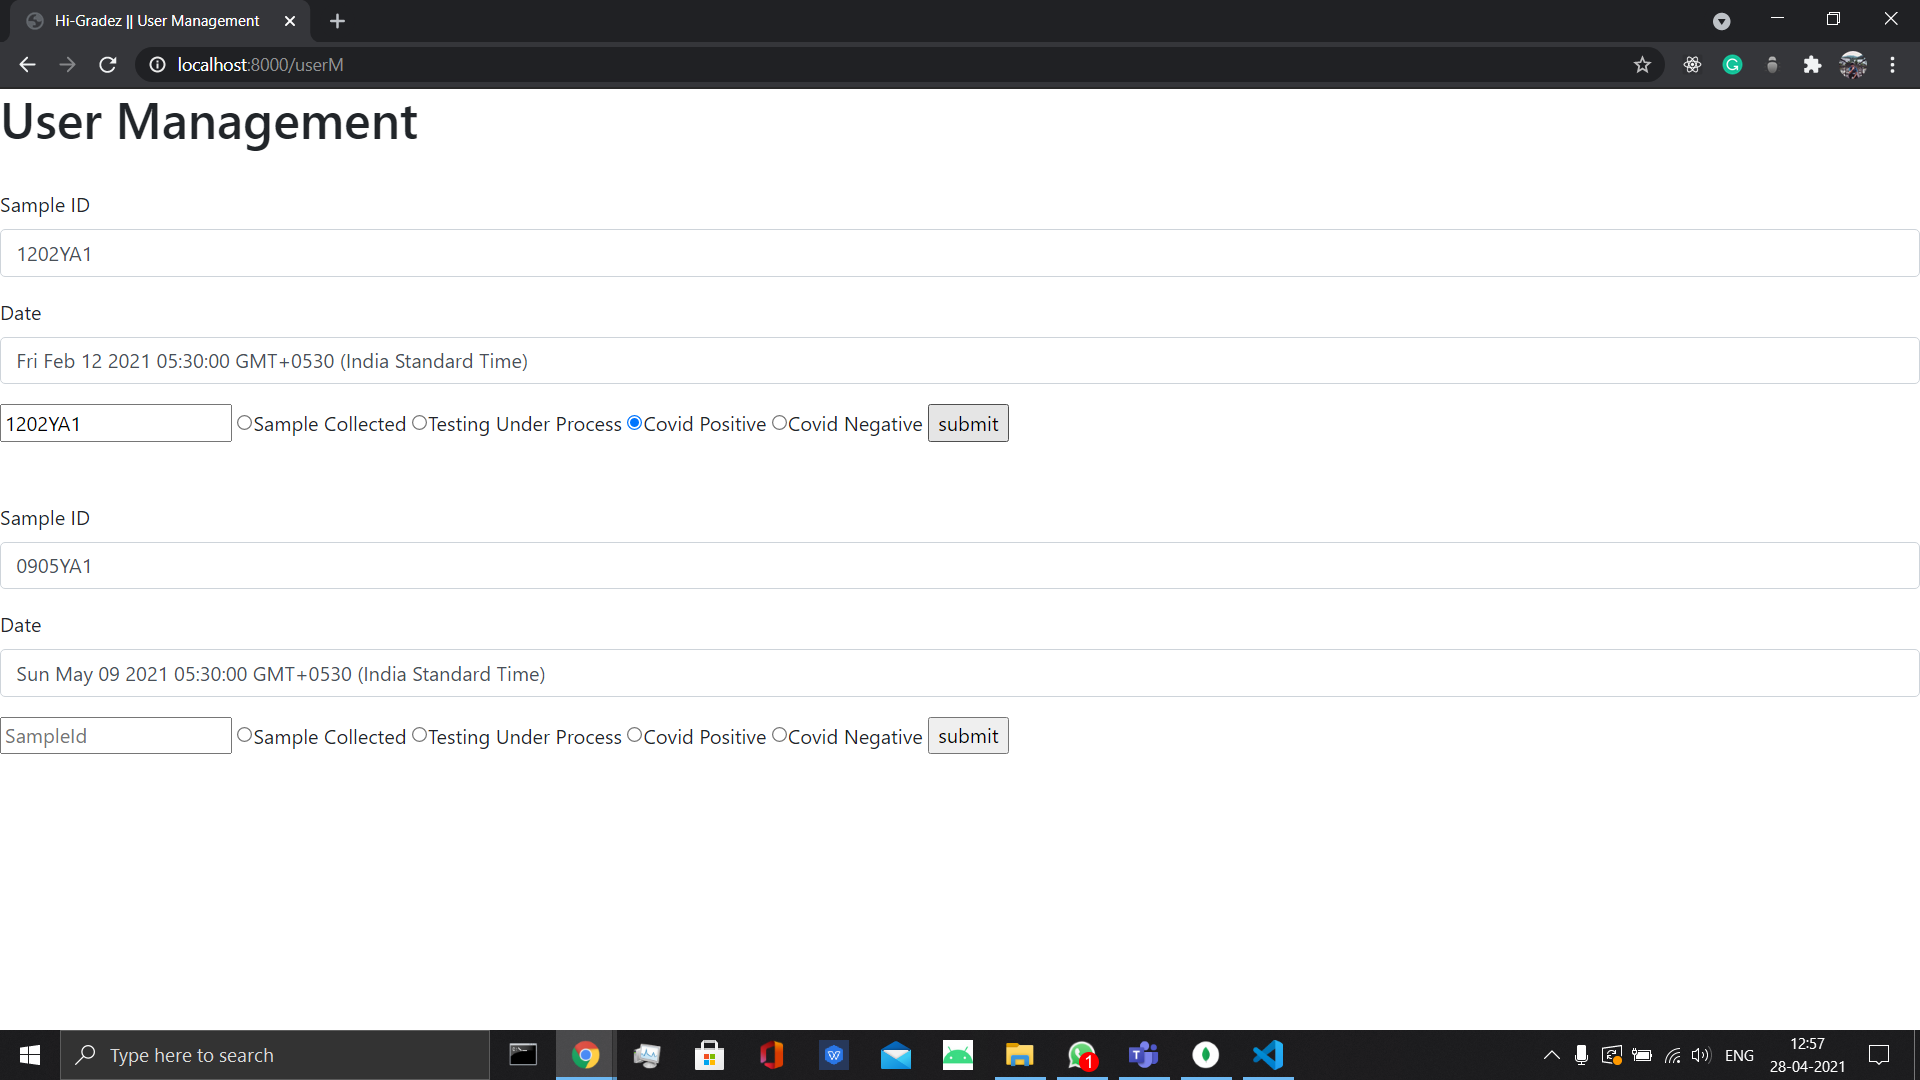 Hi-Gradez || User Management
localhost:8000/userM
User Management
Sample ID
1202YA1
Date
Fri Feb 12 2021 05:30:00 GMT+0530 (India Standard Time)
1202YA1 Sample Collected Testing Under Process Covid Positive Covid Negative submit
Sample ID
0905YA1
Date
Sun May 09 2021 05:30:00 GMT+0530 (India Standard Time)
SampleId Sample Collected Testing Under Process Covid Positive Covid Negative submit
Type here to search
1
ENG
12:57
28-04-2021